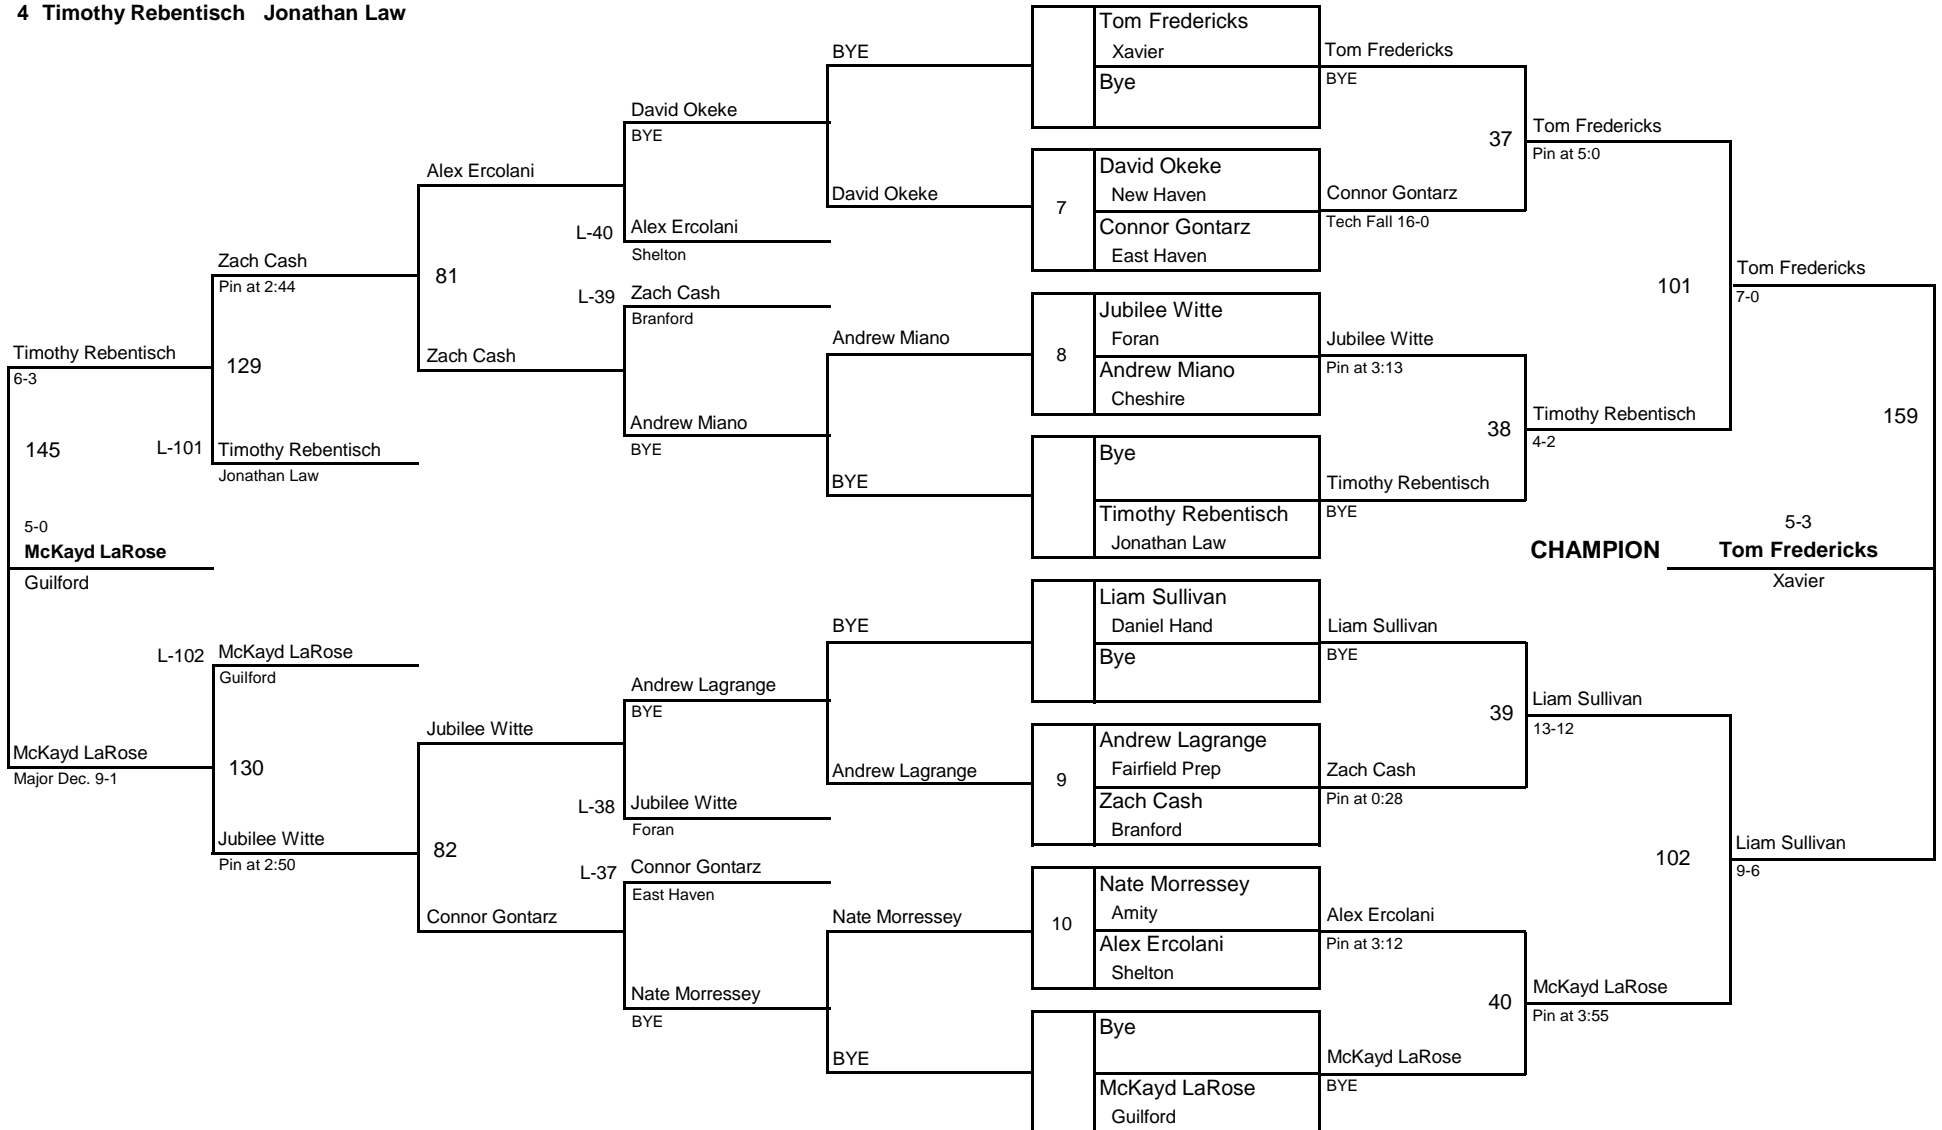 4 Timothy Rebentisch Jonathan Law
BYE
David Okeke
BYE
Alex Ercolani
David Okeke
L-40 Alex Ercolani
Shelton
Zach Cash
Pin at 2:44
81
L-39 Zach Cash
Branford
Andrew Miano
Timothy Rebentisch
6-3
129
Zach Cash
Andrew Miano
BYE
145
L-101 Timothy Rebentisch
Jonathan Law
BYE
5-0
McKayd LaRose
Guilford
BYE
L-102 McKayd LaRose
Guilford
Andrew Lagrange
BYE
Jubilee Witte
McKayd LaRose
Major Dec. 9-1
130
Andrew Lagrange
L-38 Jubilee Witte
Foran
Jubilee Witte
Pin at 2:50
82
L-37 Connor Gontarz
East Haven
Connor Gontarz
Nate Morressey
Nate Morressey
BYE
BYE
Tom Fredericks
Xavier
Bye
7
David Okeke
New Haven
Connor Gontarz
East Haven
8
Jubilee Witte
Foran
Andrew Miano
Cheshire
Bye
Timothy Rebentisch
Jonathan Law
Liam Sullivan
Daniel Hand
Bye
9
Andrew Lagrange
Fairfield Prep
Zach Cash
Branford
10
Nate Morressey
Amity
Alex Ercolani
Shelton
Bye
McKayd LaRose
Guilford
Tom Fredericks
BYE
37
Connor Gontarz
Tech Fall 16-0
Jubilee Witte
Pin at 3:13
38
Timothy Rebentisch
BYE
Liam Sullivan
BYE
39
Zach Cash
Pin at 0:28
Alex Ercolani
Pin at 3:12
40
McKayd LaRose
BYE
Tom Fredericks
Pin at 5:0
101
Timothy Rebentisch
4-2
Liam Sullivan
13-12
102
McKayd LaRose
Pin at 3:55
Tom Fredericks
7-0
159
5-3
CHAMPION Tom Fredericks
Xavier
Liam Sullivan
9-6